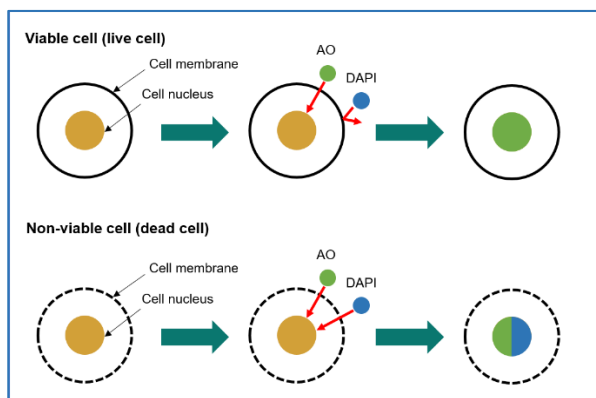 Viable cell (live cell)
Cell membrane
Cell nucleus
AO
DAPI
Non-viable cell (dead cell)
Cell membrane
Cell nucleus
AO
DAPI